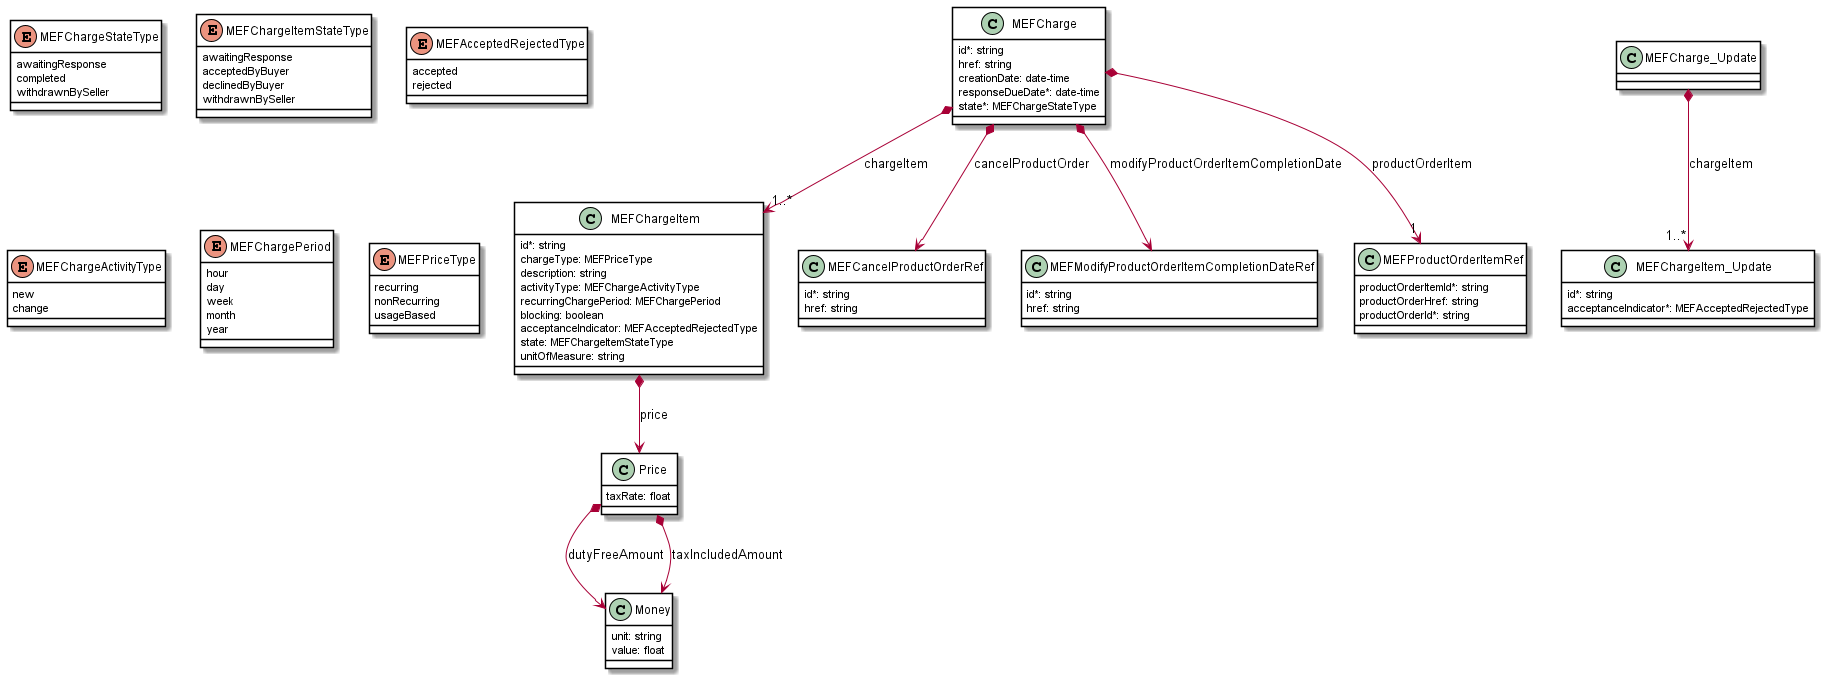 E MEFChargeStateType
awaitingResponse
completed
withdrawnBySeller
E MEFChargeItemStateType
awaitingResponse
acceptedByBuyer
declinedByBuyer
withdrawnBySeller
E MEFAcceptedRejectedType
accepted
rejected
C MEFCharge
id*: string
href: string
creationDate: date-time
responseDueDate*: date-time
state*: MEFChargeStateType
C MEFCharge_Update
chargeItem
1..*
cancelProductOrder
modifyProductOrderItemCompletionDate
productOrderItem
1
chargeItem
1..*
E MEFChargeActivityType
new
change
E MEFChargePeriod
hour
day
week
month
year
E MEFPriceType
recurring
nonRecurring
usageBased
C MEFChargeItem
id*: string
chargeType: MEFPriceType
description: string
activityType: MEFChargeActivityType
recurringChargePeriod: MEFChargePeriod
blocking: boolean
acceptanceIndicator: MEFAcceptedRejectedType
state: MEFChargeItemStateType
unitOfMeasure: string
C MEFCancelProductOrderRef
id*: string
href: string
C MEFModifyProductOrderItemCompletionDateRef
id*: string
href: string
C MEFProductOrderItemRef
productOrderItemId*: string
productOrderHref: string
productOrderId*: string
C MEFChargeItem_Update
id*: string
acceptanceIndicator*: MEFAcceptedRejectedType
price
C Price
taxRate: float
dutyFreeAmount
taxIncludedAmount
C Money
unit: string
value: float